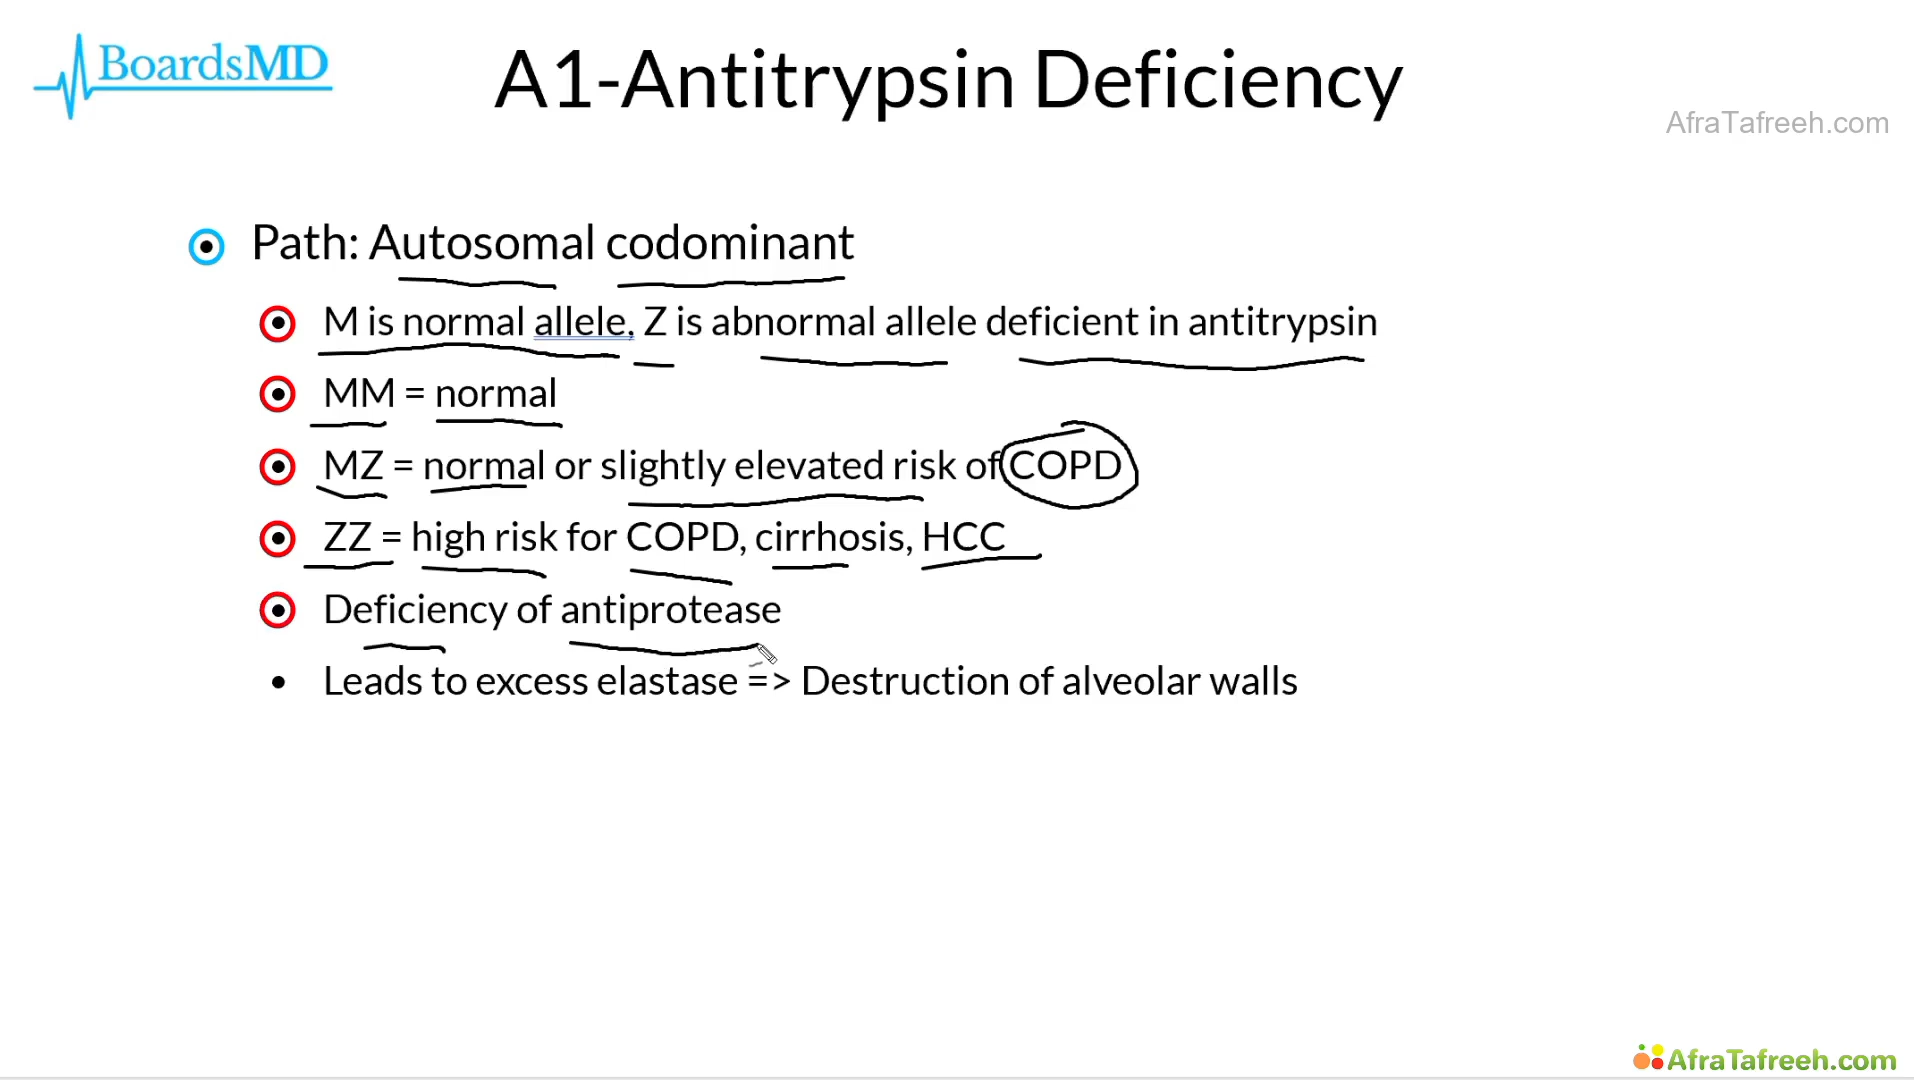 BoardsMD
A1-Antitrypsin Deficiency
AfraTafreeh.com
Path: Autosomal codominant
M is normal allele, Z is abnormal allele deficient in antitrypsin
MM = normal
MZ = normal or slightly elevated risk of COPD
ZZ = high risk for COPD, cirrhosis, HCC
Deficiency of antiprotease
Leads to excess elastase => Destruction of alveolar walls
AfraTafreeh.com